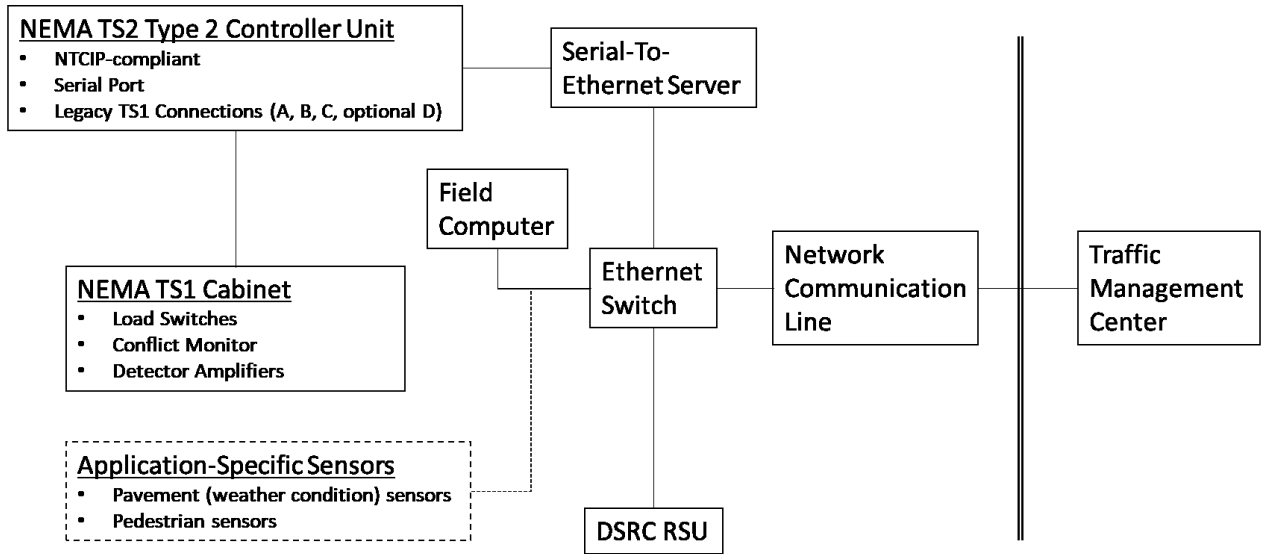 NEMA TS2 Type 2 Controller Unit
• NTCIP-compliant
• Serial Port
• Legacy TS1 Connections (A, B, C, optional D)
Serial-To-
Ethernet Server
Field
Computer
Ethernet
Switch
Network
Communication
Line
Traffic
Management
Center
NEMA TS1 Cabinet
• Load Switches
• Conflict Monitor
• Detector Amplifiers
Application-Specific Sensors
• Pavement (weather condition) sensors
• Pedestrian sensors
DSRC RSU